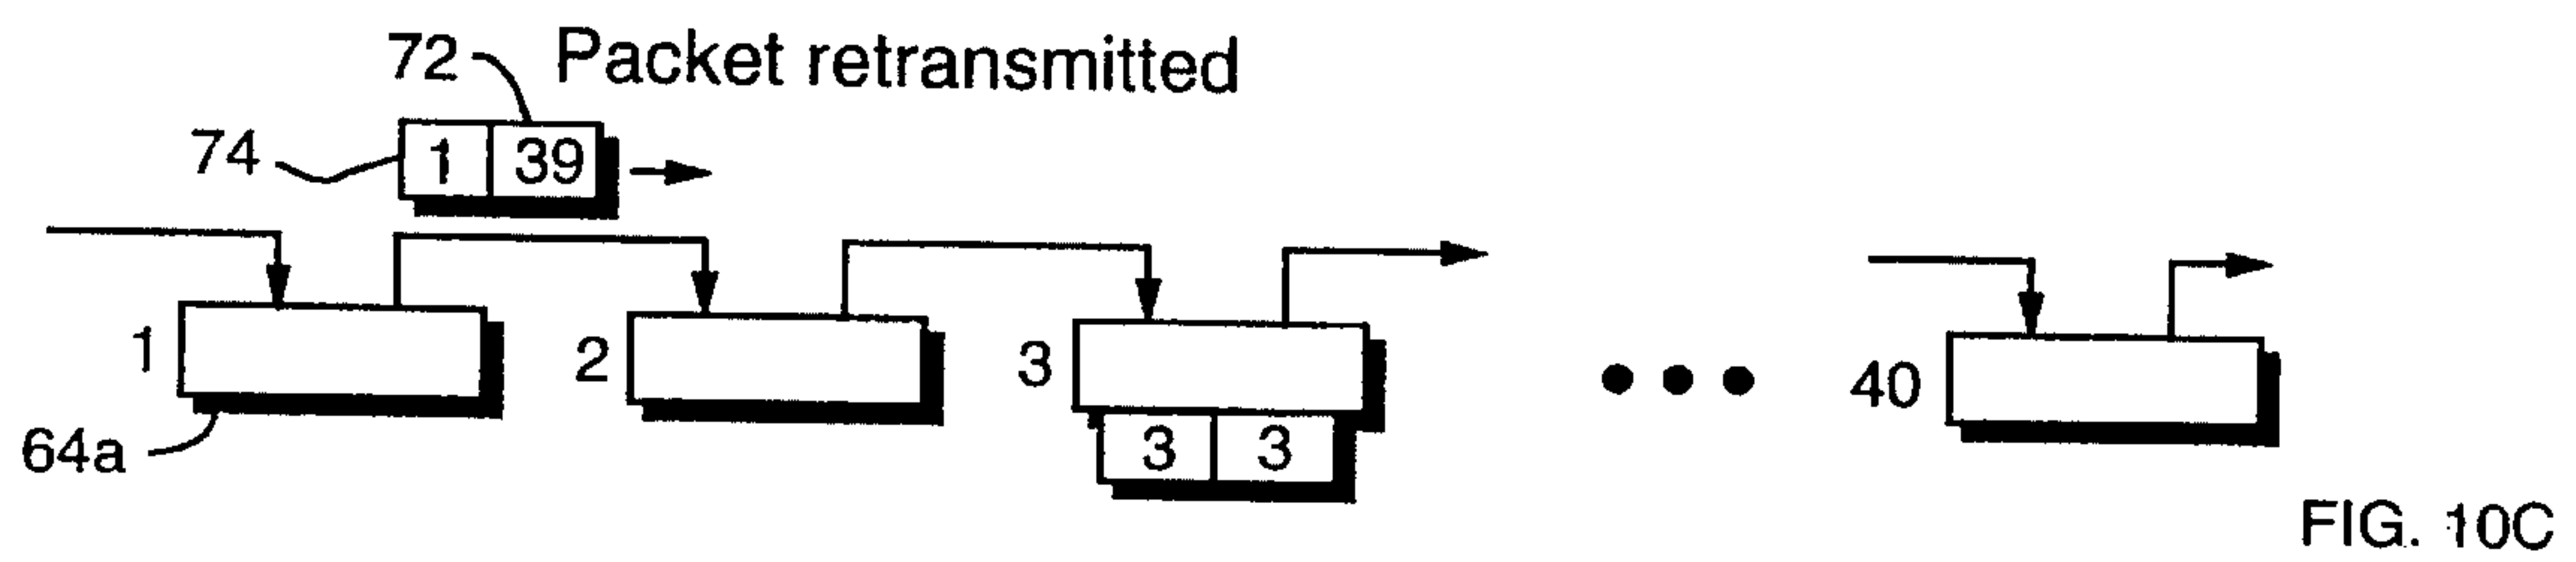 72 Packet retransmitted
74 1 39
1 2 3 40
3 3
64a
FIG. 10C